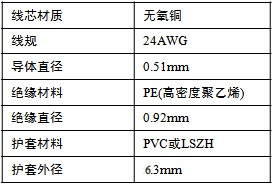 线芯材质 无氧铜
线规 24AWG
导体直径 0.51mm
绝缘材料 PE(高密度聚乙烯)
绝缘直径 0.92mm
护套材料 PVC或LSZH
护套外径 6.3mm